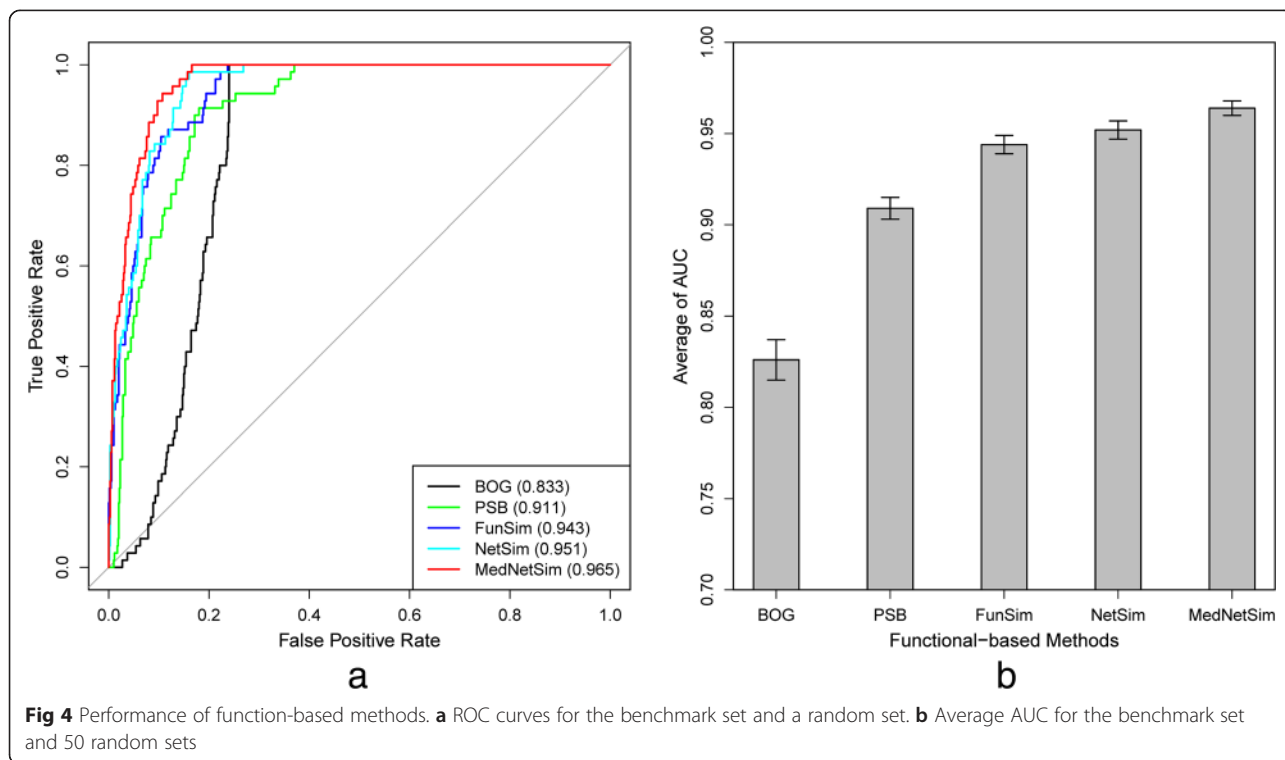 1.0
0.8
0.6
0.4
0.2
0.0
True Positive Rate
0.0 0.2 0.4 0.6 0.8 1.0
False Positive Rate
BOG (0.833)
PSB (0.911)
FunSim (0.943)
NetSim (0.951)
MedNetSim (0.965)
a
1.00
0.95
0.90
0.85
0.80
0.75
0.70
Average of AUC
BOG PSB FunSim NetSim MedNetSim
Functional−based Methods
b
Fig 4 Performance of function-based methods. a ROC curves for the benchmark set and a random set. b Average AUC for the benchmark set
and 50 random sets